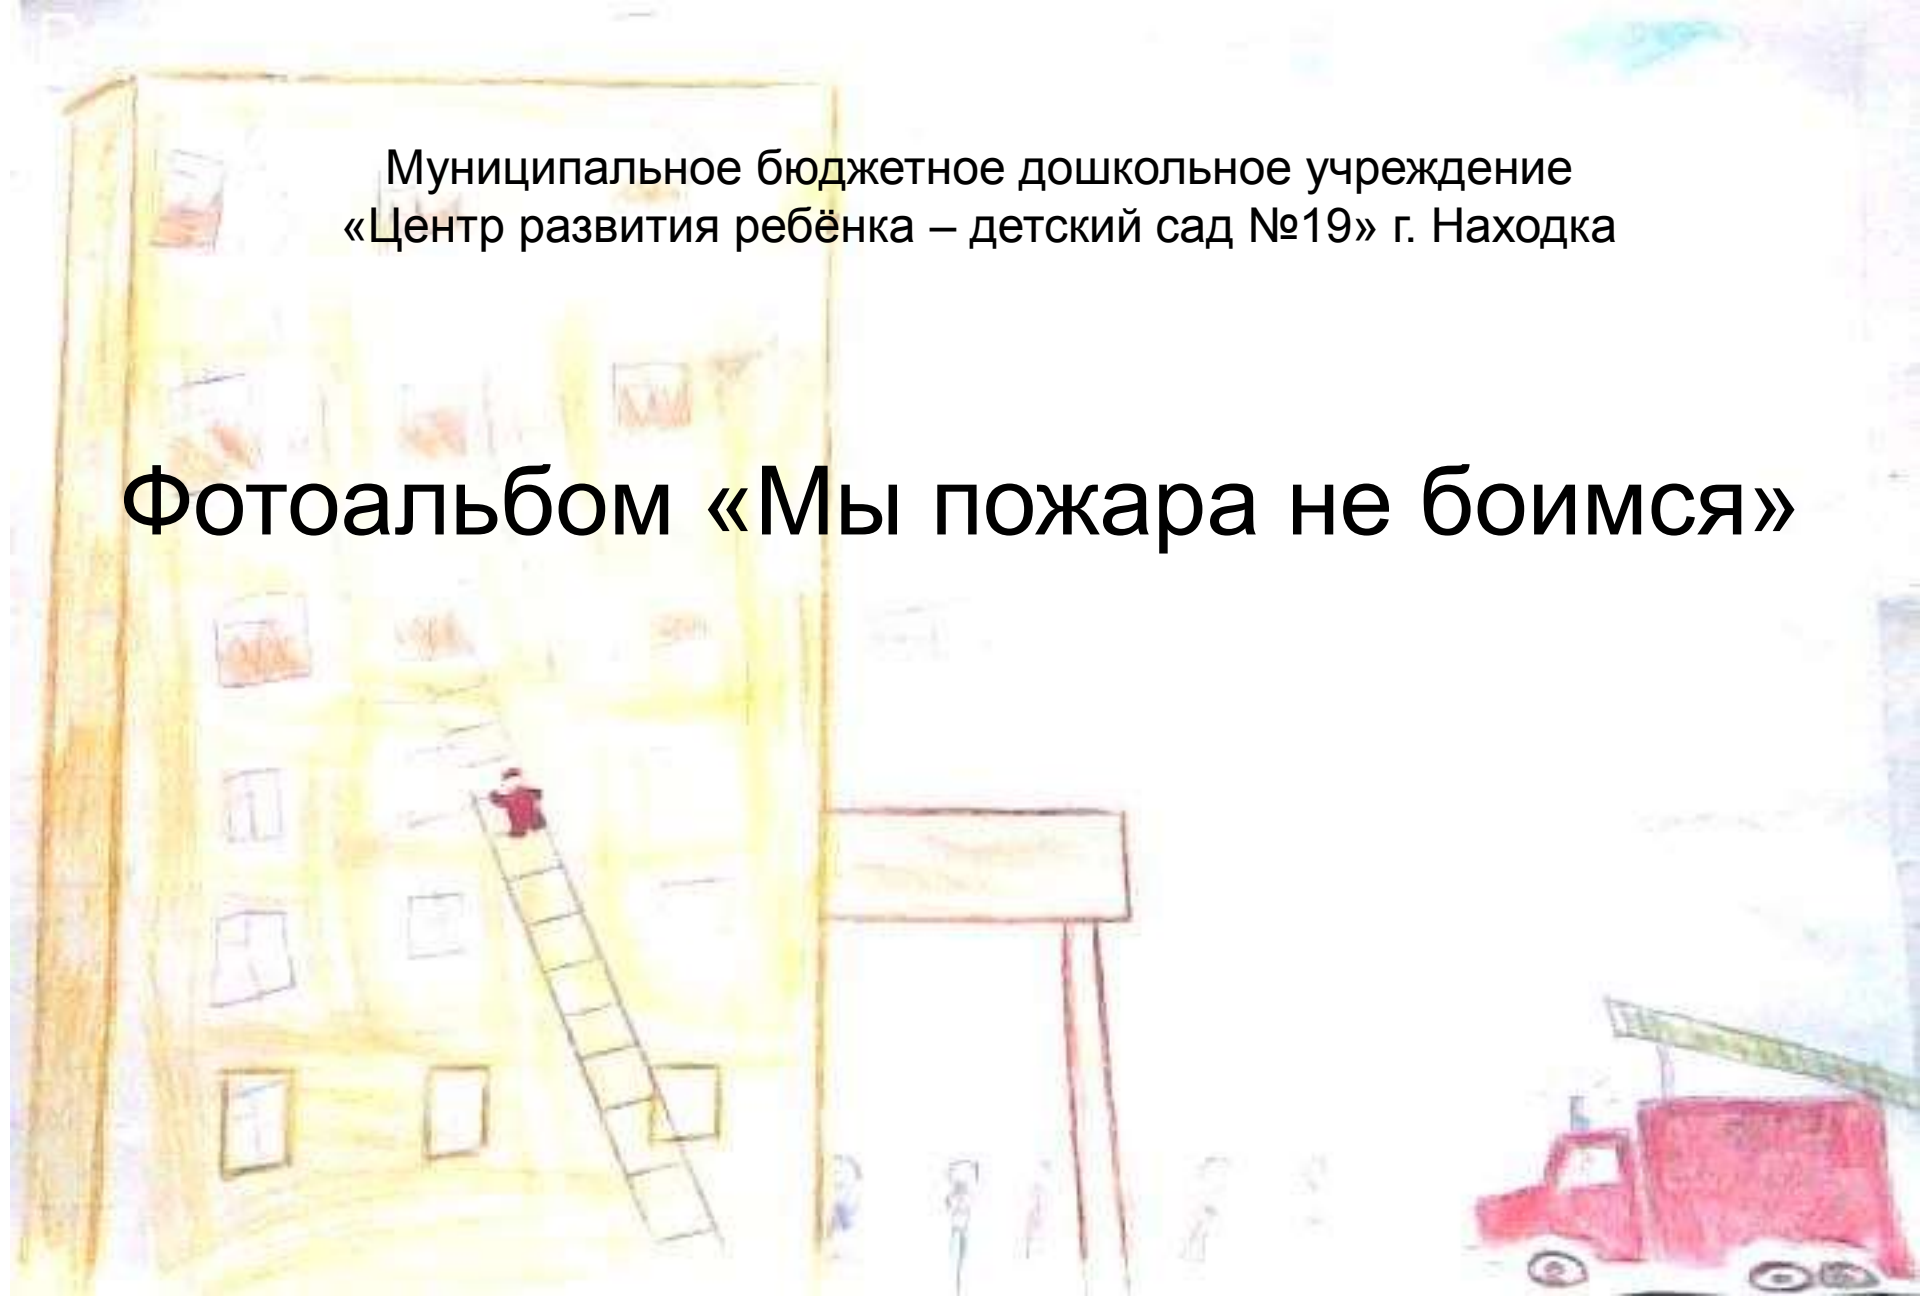 Муниципальное бюджетное дошкольное учреждение
«Центр развития ребёнка – детский сад №19» г. Находка
Фотоальбом «Мы пожара не боимся»